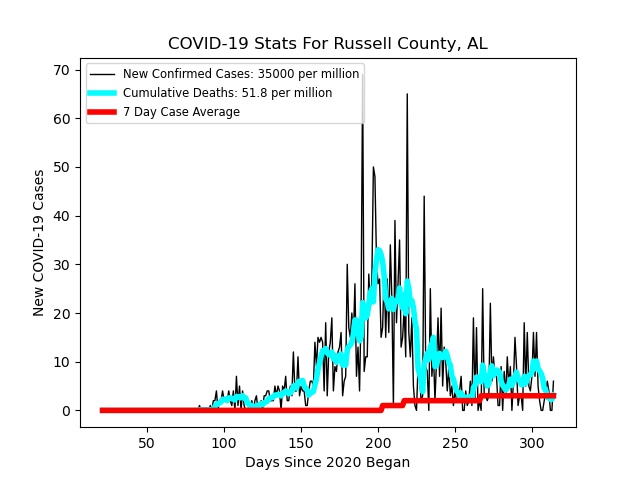 COVID-19 Stats For Russell County, AL
New Confirmed Cases: 35000 per million
Cumulative Deaths: 51.8 per million
7 Day Case Average
New COVID-19 Cases
70
60
50
40
30
20
10
0
50 100 150 200 250 300
Days Since 2020 Began